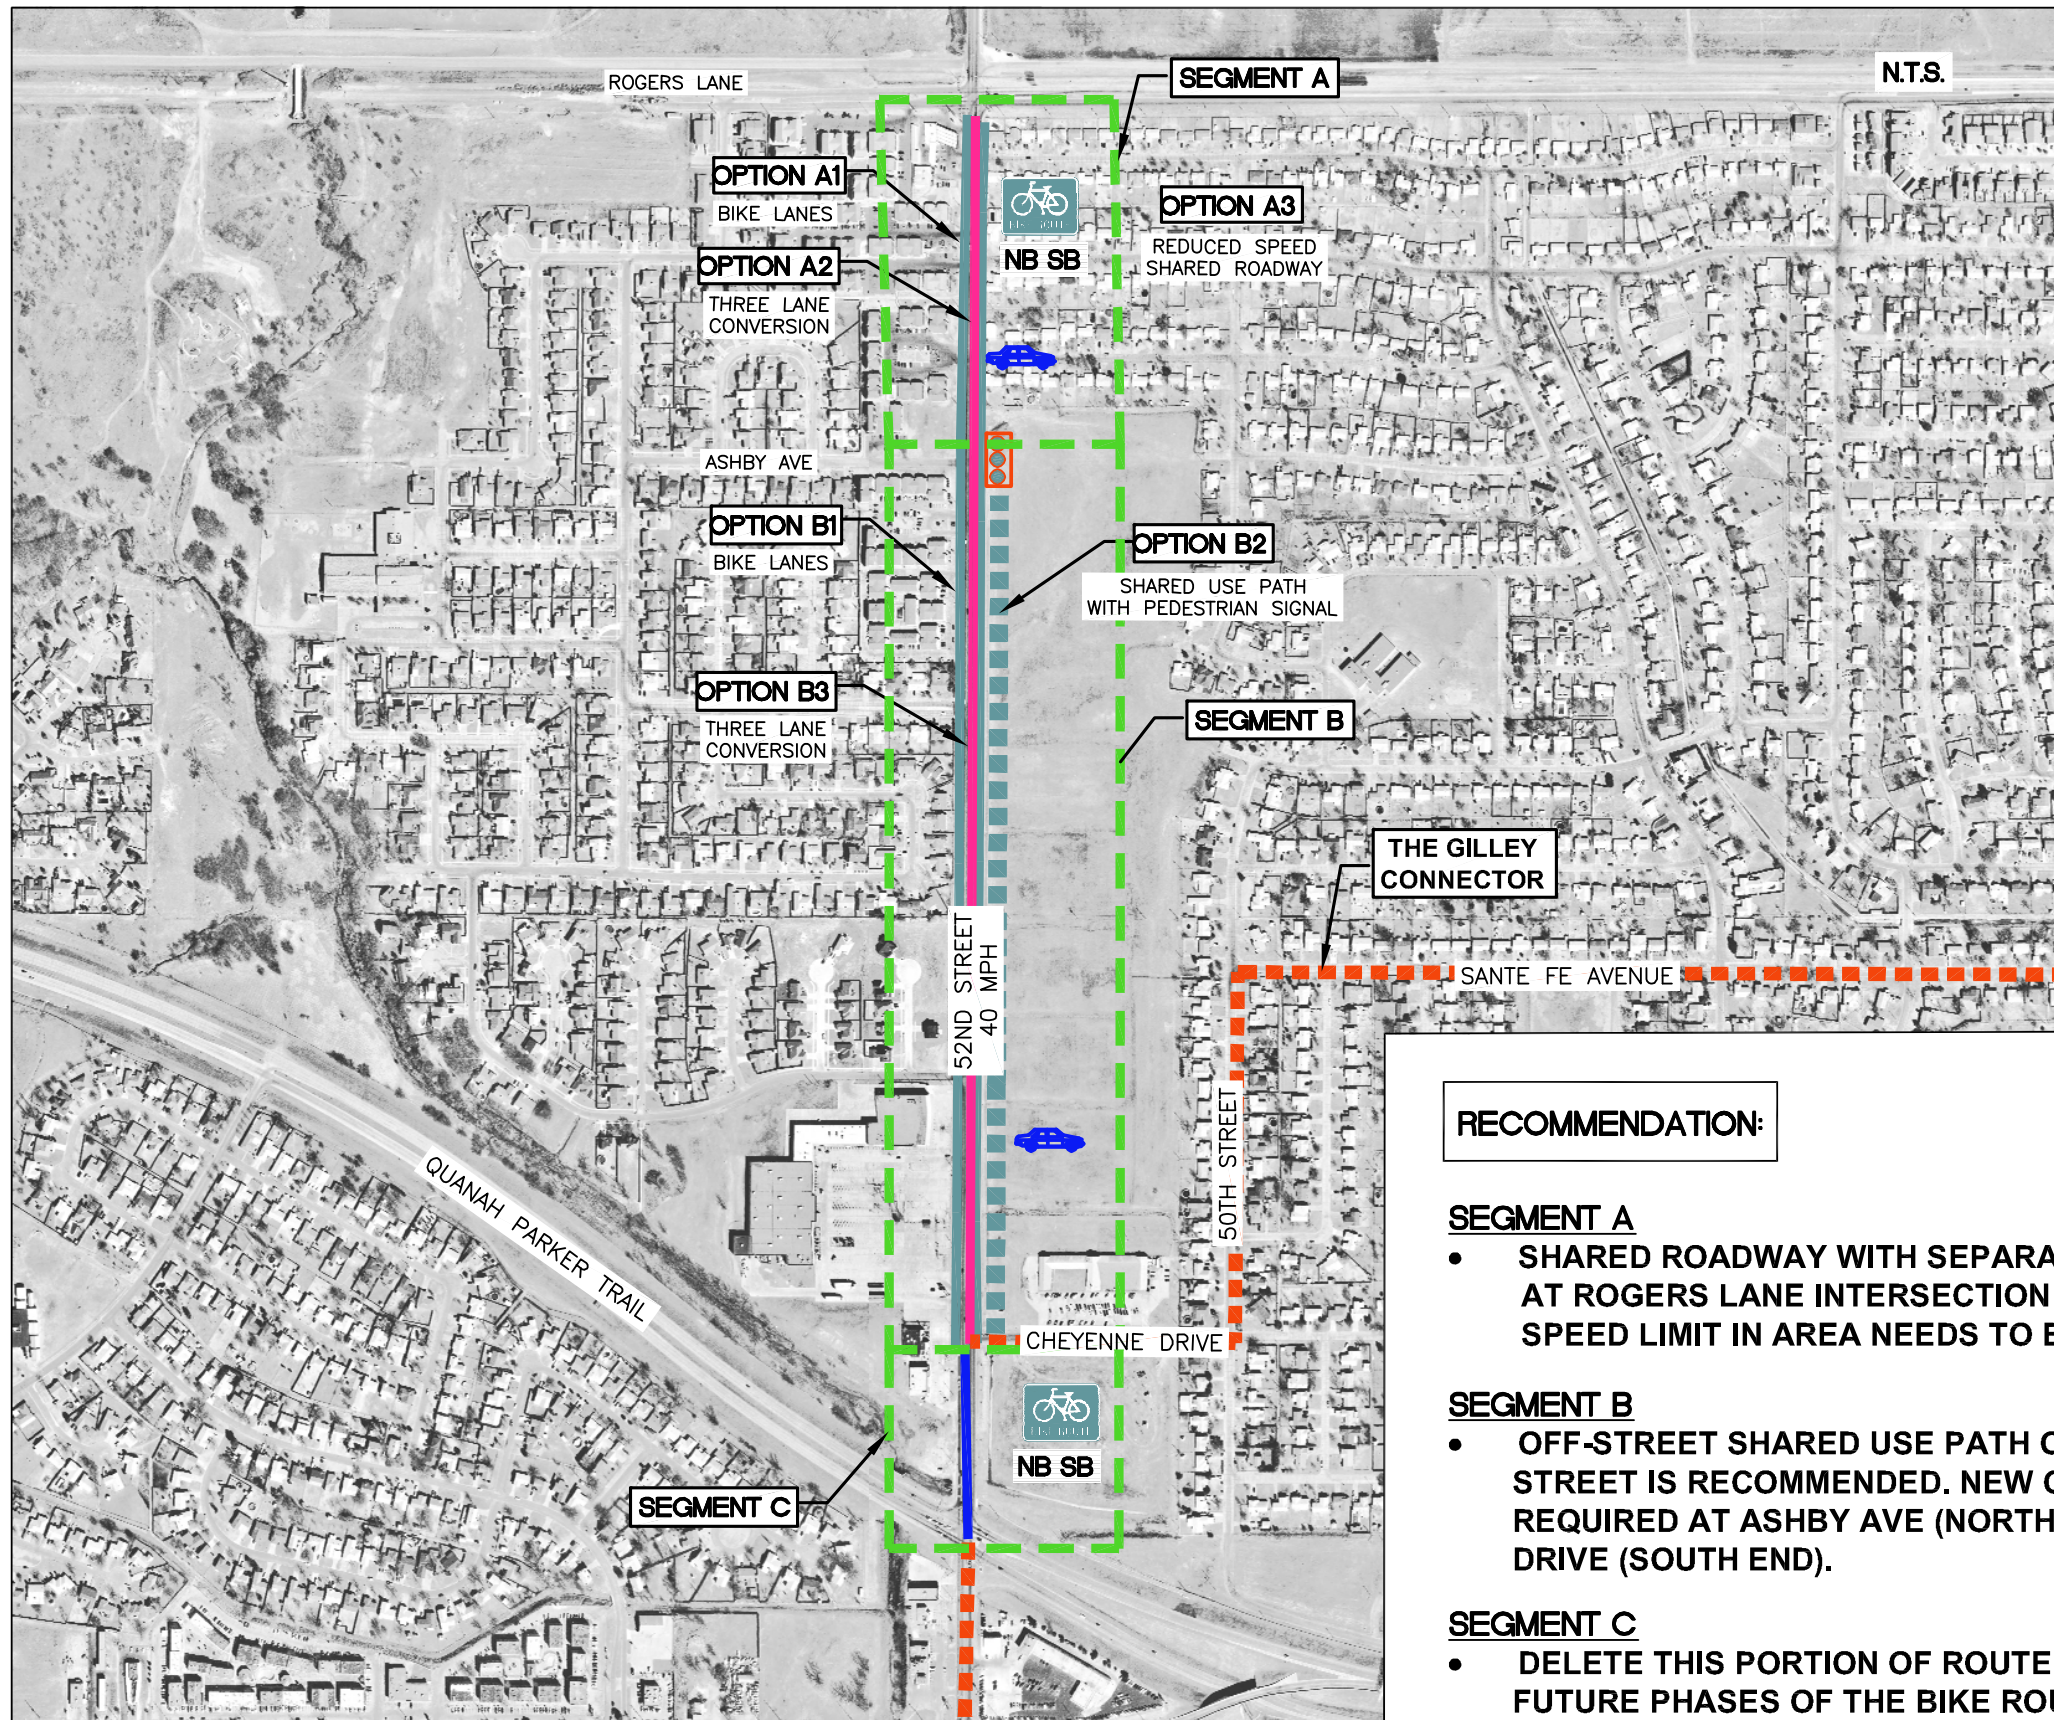 ROGERS LANE
SEGMENT A
N.T.S.
OPTION A1
BIKE LANES
BIKE ROUTE
NB SB
OPTION A3
REDUCED SPEED
SHARED ROADWAY
OPTION A2
THREE LANE
CONVERSION
ASHBY AVE
OPTION B1
BIKE LANES
OPTION B2
SHARED USE PATH
WITH PEDESTRIAN SIGNAL
OPTION B3
THREE LANE
CONVERSION
SEGMENT B
THE GILLEY
CONNECTOR
52ND STREET
40 MPH
SANTE FE AVENUE
50TH STREET
QUANAH PARKER TRAIL
CHEYENNE DRIVE
BIKE ROUTE
NB SB
SEGMENT C
RECOMMENDATION:
SEGMENT A
• SHARED ROADWAY WITH SEPARA
AT ROGERS LANE INTERSECTION
SPEED LIMIT IN AREA NEEDS TO
SEGMENT B
• OFF-STREET SHARED USE PATH
STREET IS RECOMMENDED. NEW
REQUIRED AT ASHBY AVE (NORTH
DRIVE (SOUTH END).
SEGMENT C
• DELETE THIS PORTION OF ROUTE
FUTURE PHASES OF THE BIKE ROU